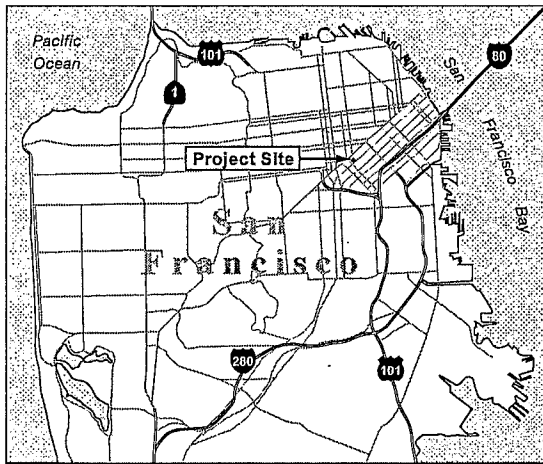 Pacific
Ocean
101
1
San
Francisco
Bay
80
Project Site
San
Francisco
280
101